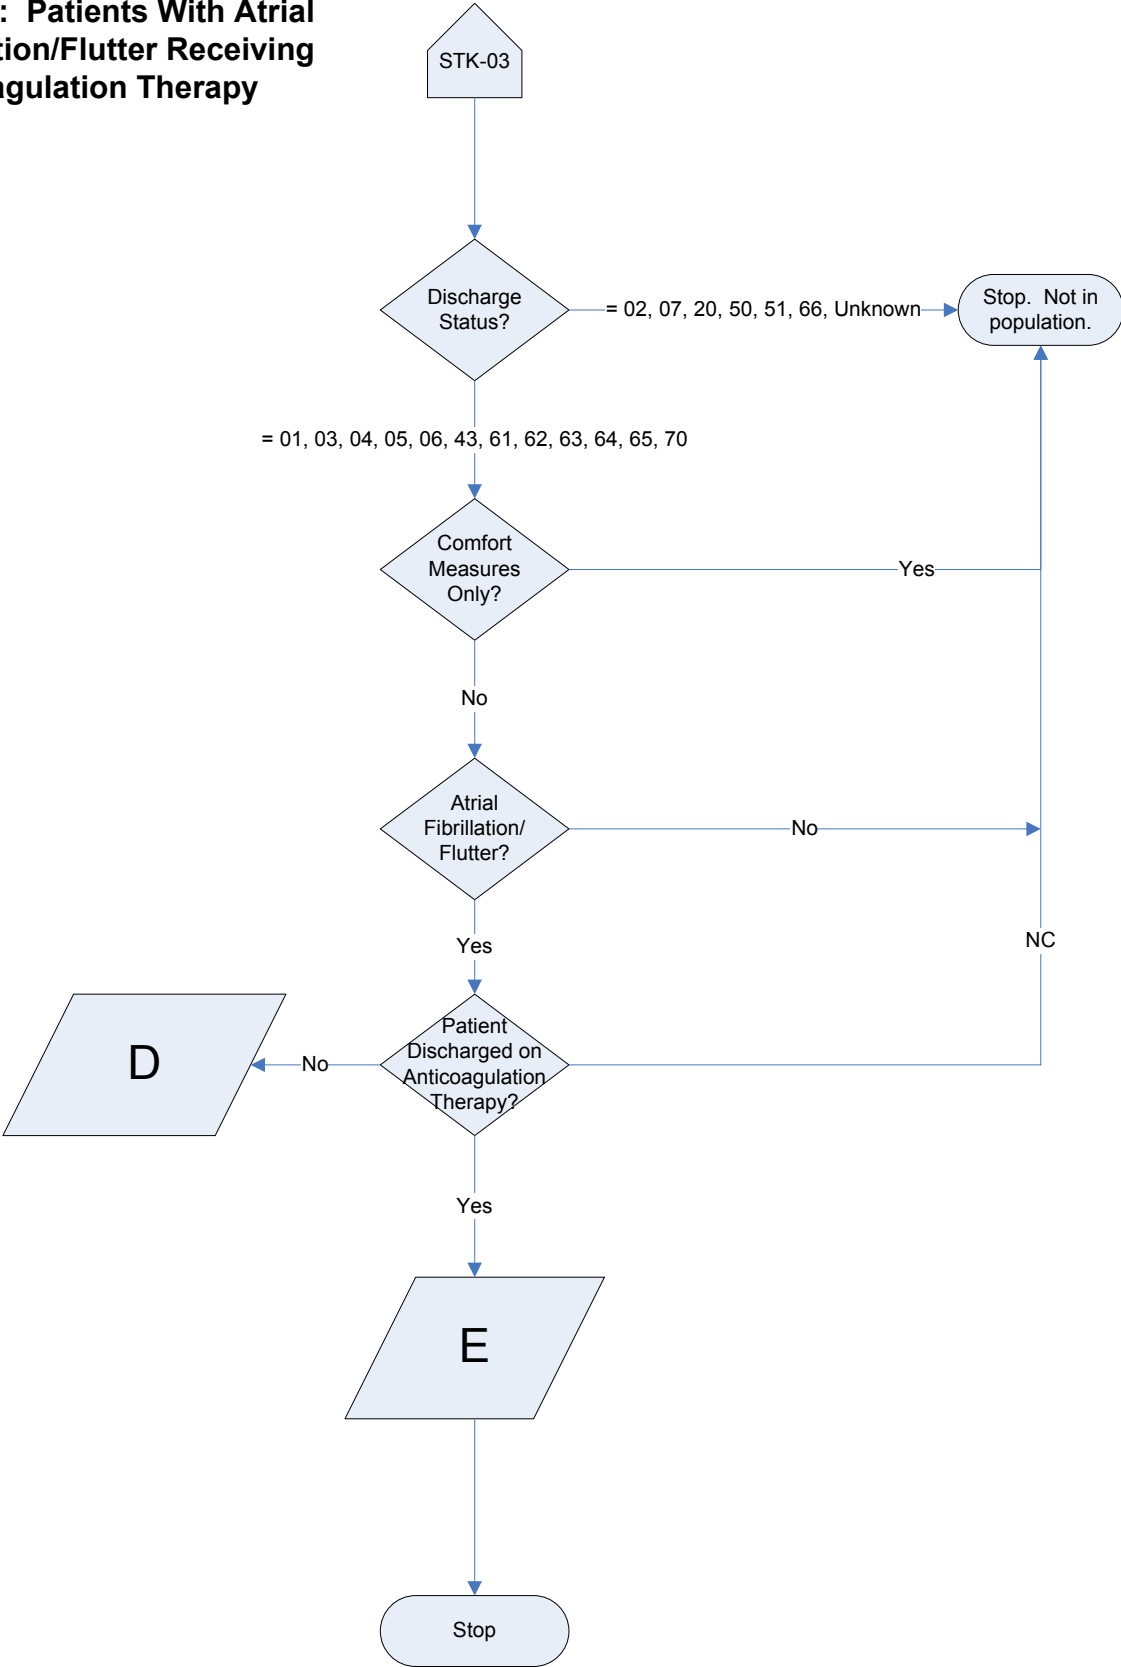 : Patients With Atrial
tion/Flutter Receiving
agulation Therapy
STK-03
Discharge
Status?
= 02, 07, 20, 50, 51, 66, Unknown
Stop. Not in
population.
= 01, 03, 04, 05, 06, 43, 61, 62, 63, 64, 65, 70
Comfort
Measures
Only?
Yes
No
Atrial
Fibrillation/
Flutter?
No
Yes
NC
Patient
Discharged on
Anticoagulation
Therapy?
No
D
Yes
E
Stop